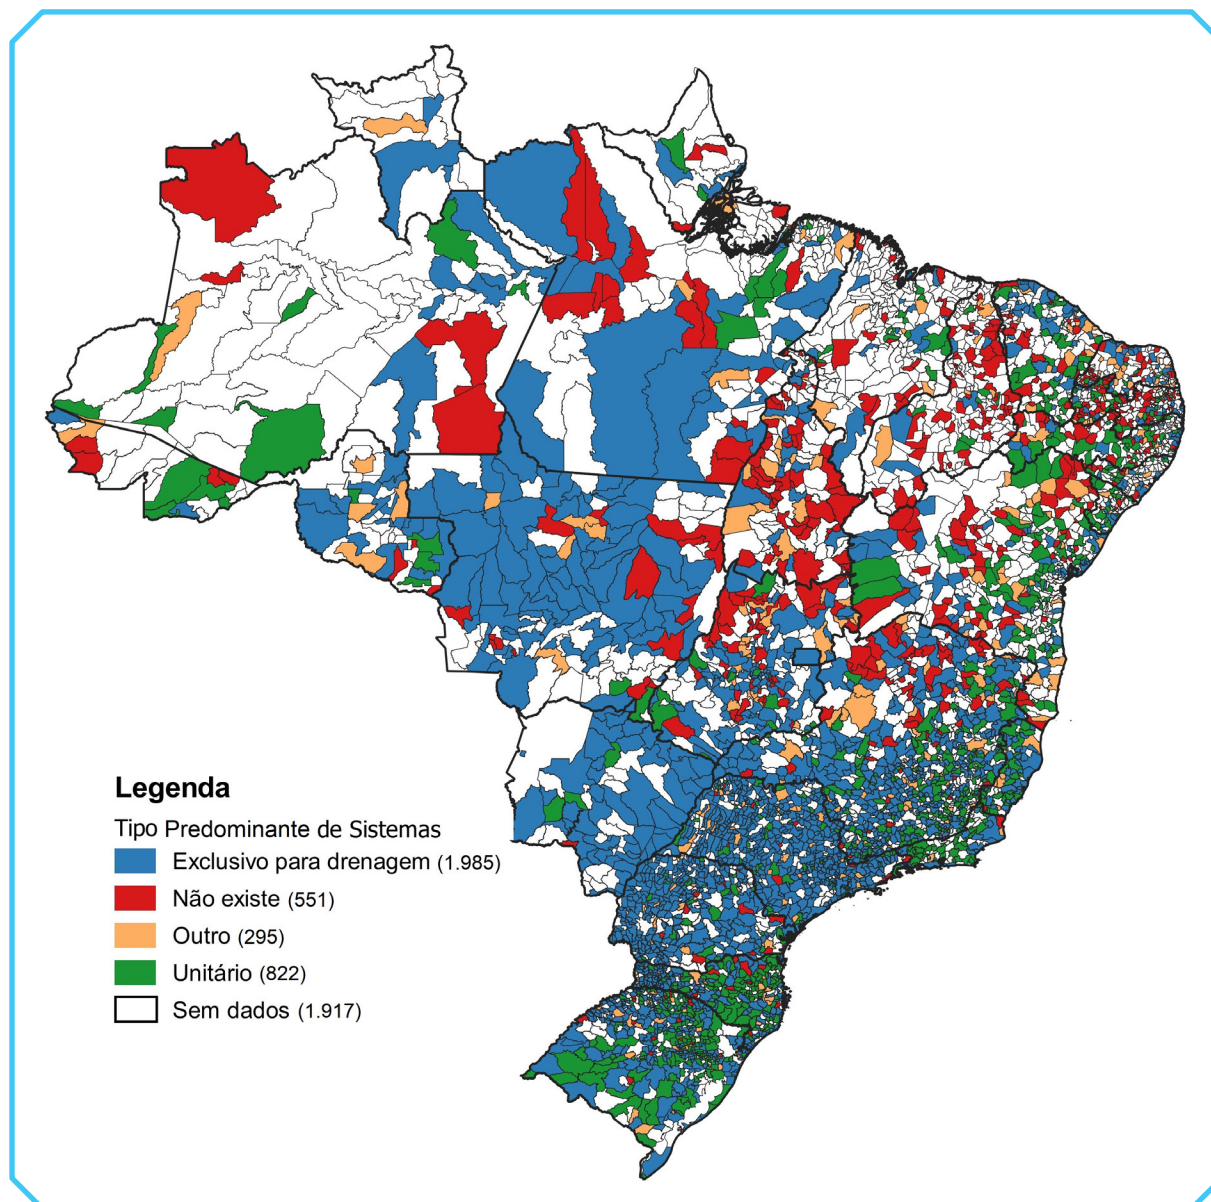 Legenda
Tipo Predominante de Sistemas
Exclusivo para drenagem (1.985)
Não existe (551)
Outro (295)
Unitário (822)
Sem dados (1.917)